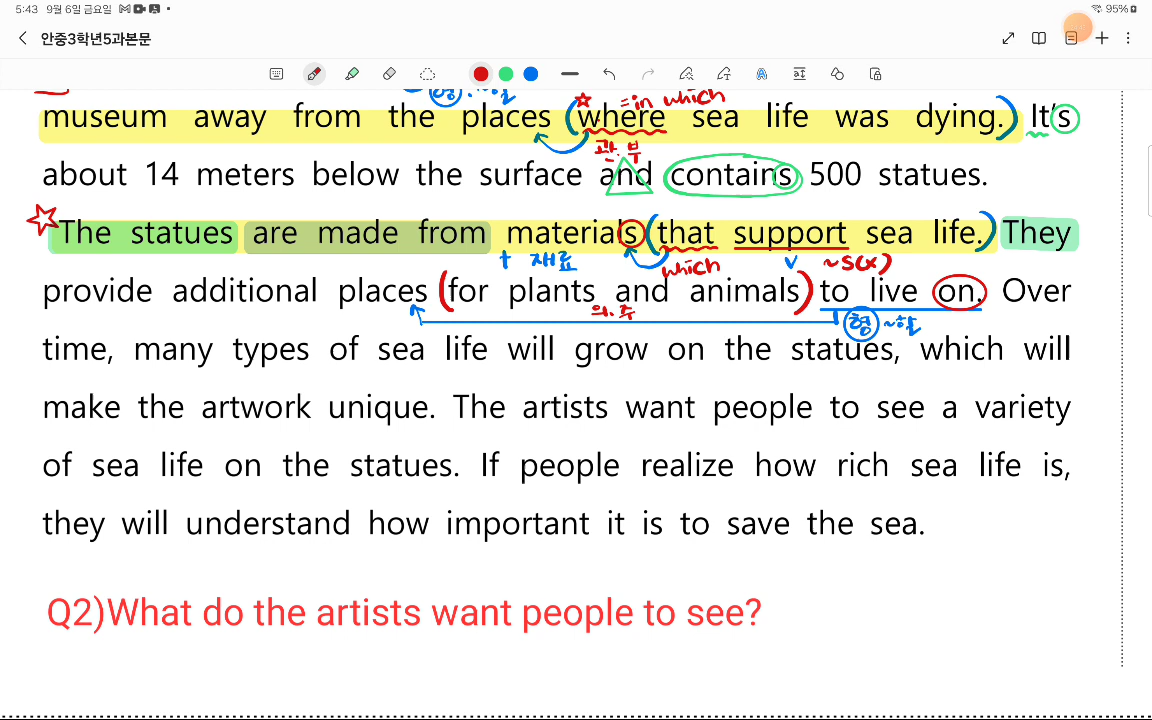 5:43 9월 6일 금요일 95%
안중3학년5과본문
형 ~할 =in which
museum away from the places (where sea life was dying.) It's
관.부
about 14 meters below the surface and contains 500 statues.
The statues are made from materials (that support sea life.) They
+ 재료 which v ~s(x)
provide additional places (for plants and animals) to live on. Over
의.주 형 ~할
time, many types of sea life will grow on the statues, which will
make the artwork unique. The artists want people to see a variety
of sea life on the statues. If people realize how rich sea life is,
they will understand how important it is to save the sea.
Q2)What do the artists want people to see?